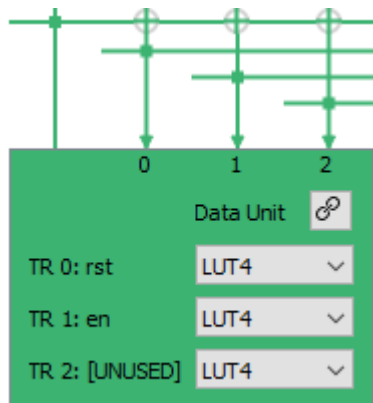 0 1 2
Data Unit
TR 0: rst LUT4
TR 1: en LUT4
TR 2: [UNUSED] LUT4